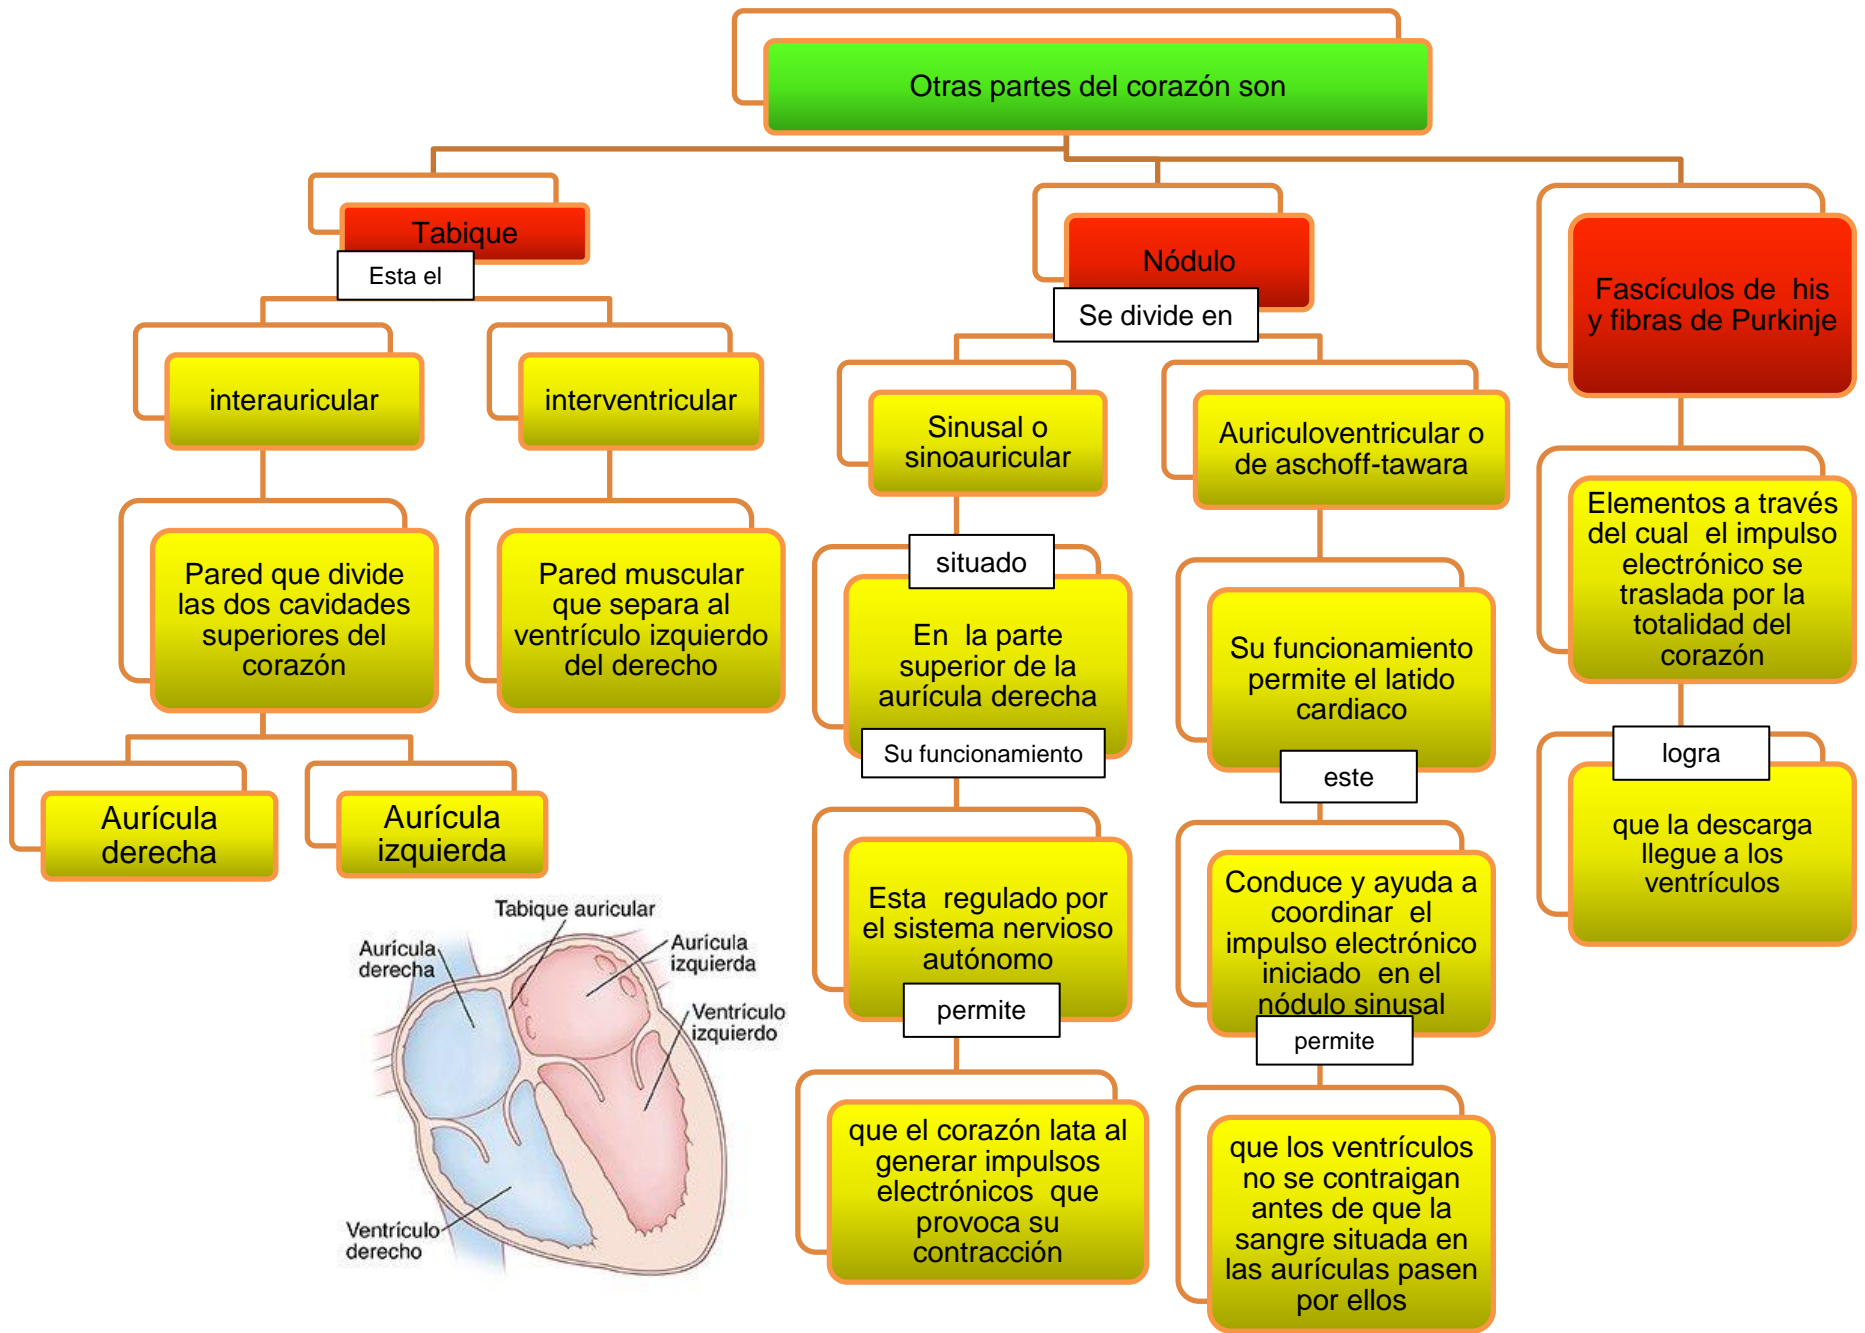 Otras partes del corazón son
Tabique
Esta el
interauricular
interventricular
Pared que divide
las dos cavidades
superiores del
corazón
Pared muscular
que separa al
ventrículo izquierdo
del derecho
Aurícula
derecha
Aurícula
izquierda
Nódulo
Se divide en
Sinusal o
sinoauricular
situado
En la parte
superior de la
aurícula derecha
Su funcionamiento
Esta regulado por
el sistema nervioso
autónomo
permite
que el corazón lata al
generar impulsos
electrónicos que
provoca su
contracción
Auriculoventricular o
de aschoff-tawara
Su funcionamiento
permite el latido
cardiaco
este
Conduce y ayuda a
coordinar el
impulso electrónico
iniciado en el
nódulo sinusal
permite
que los ventrículos
no se contraigan
antes de que la
sangre situada en
las aurículas pasen
por ellos
Fascículos de his
y fibras de Purkinje
Elementos a través
del cual el impulso
electrónico se
traslada por la
totalidad del
corazón
logra
que la descarga
llegue a los
ventrículos
Tabique auricular
Aurícula
derecha
Aurícula
izquierda
Ventrículo
izquierdo
Ventrículo
derecho